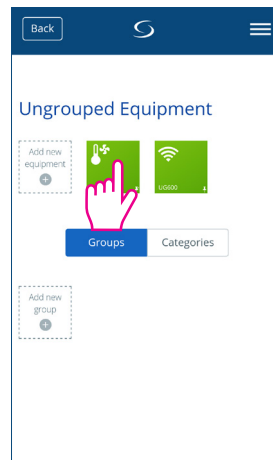 Back
Ungrouped Equipment
Add new
equipment
UG600
Groups
Categories
Add new
group